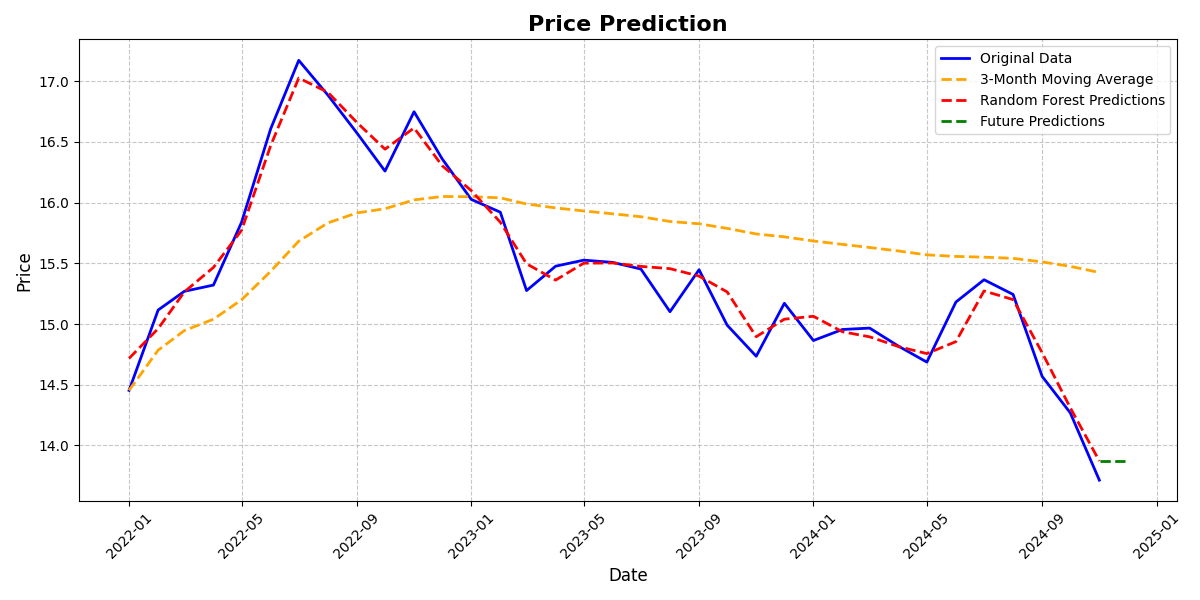 Price Prediction
Original Data
3-Month Moving Average
Random Forest Predictions
Future Predictions
Price
17.0
16.5
16.0
15.5
15.0
14.5
14.0
2022-01
2022-05
2022-09
2023-01
2023-05
2023-09
2024-01
2024-05
2024-09
2025-01
Date